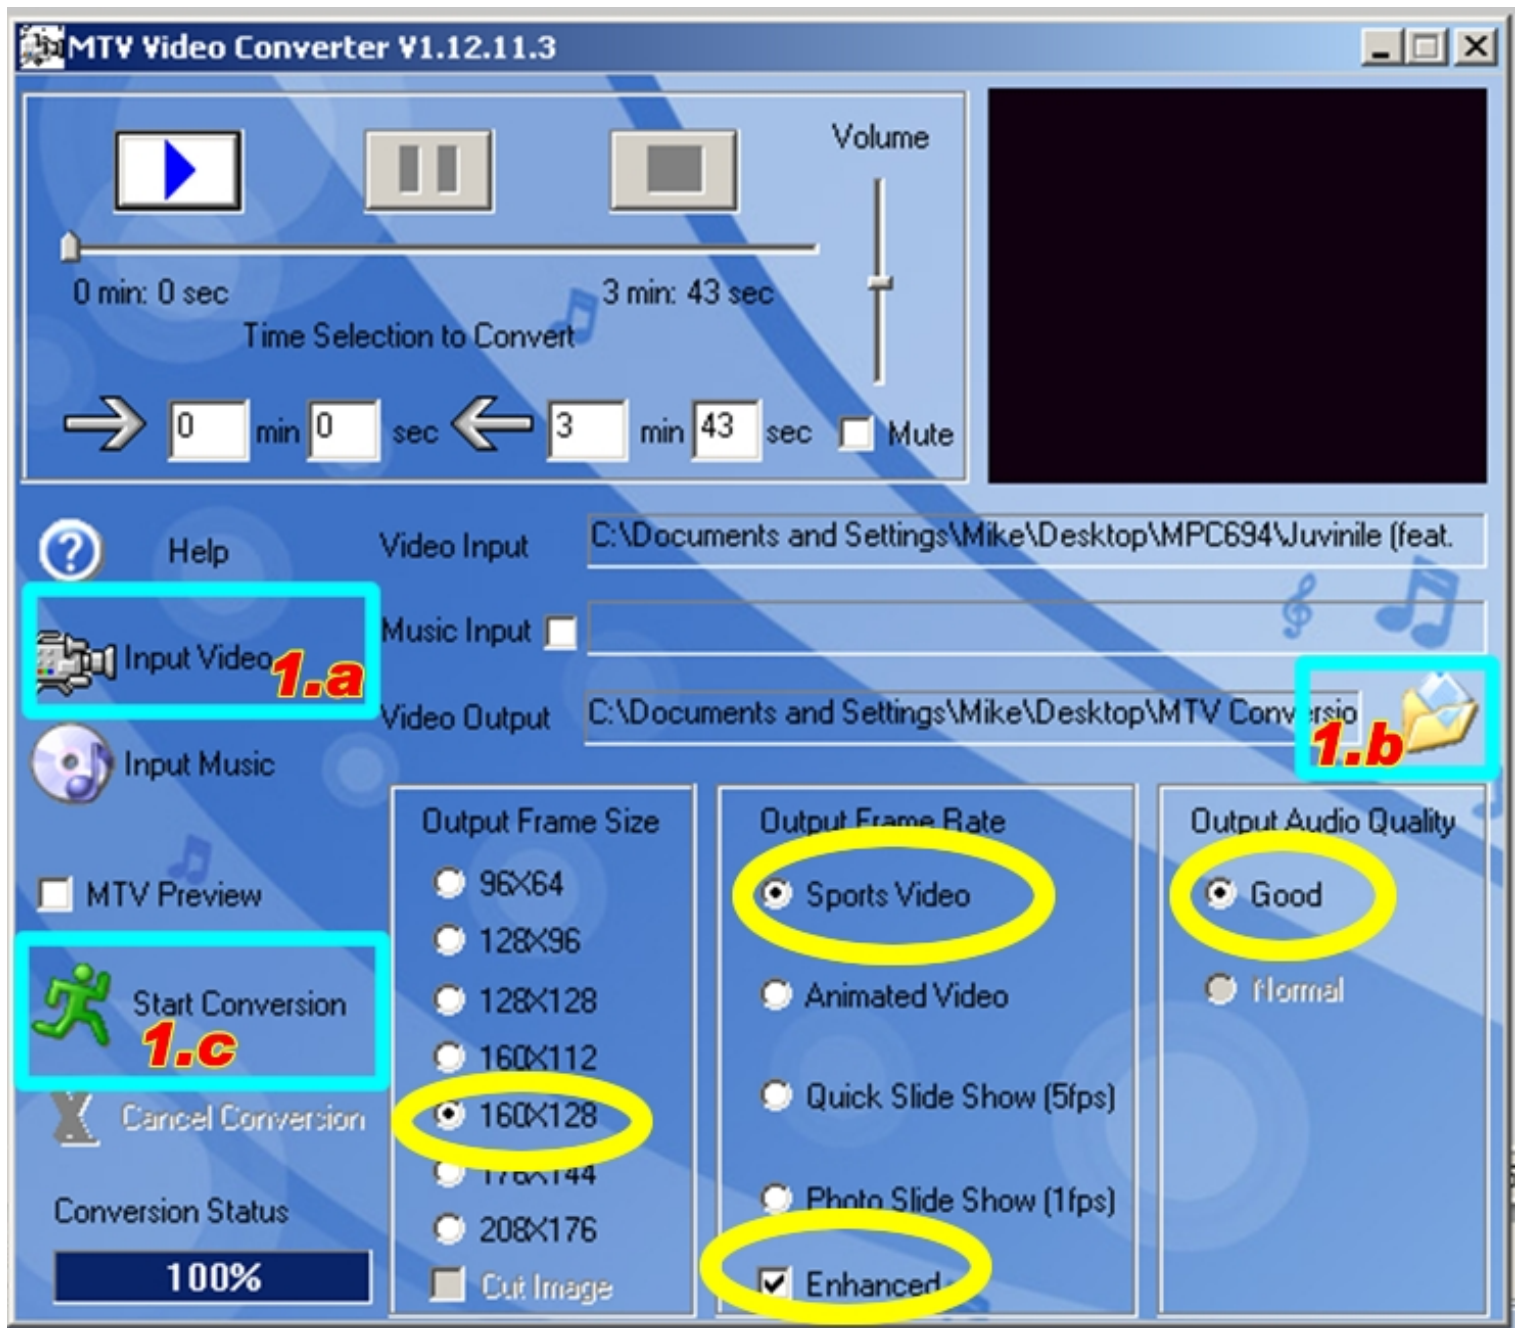 MTV Video Converter V1.12.11.3
Volume
0 min: 0 sec
3 min: 43 sec
Time Selection to Convert
0 min 0 sec 3 min 43 sec Mute
Help
Video Input C:\Documents and Settings\Mike\Desktop\MPC694\Juvinile (feat.
Input Video 1.a
Music Input
Video Output C:\Documents and Settings\Mike\Desktop\MTV Conversio
1.b
Input Music
MTV Preview
Start Conversion
1.c
Cancel Conversion
Conversion Status
100%
Output Frame Size
96X64
128X96
128X128
160X112
160X128
176X144
208X176
Cut Image
Output Frame Rate
Sports Video
Animated Video
Quick Slide Show (5fps)
Photo Slide Show (1fps)
Enhanced
Output Audio Quality
Good
Normal